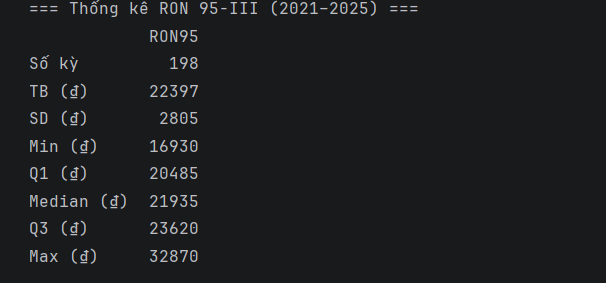 === Thống kê RON 95-III (2021–2025) ===
RON95
Số kỳ 198
TB (₫) 22397
SD (₫) 2805
Min (₫) 16930
Q1 (₫) 20485
Median (₫) 21935
Q3 (₫) 23620
Max (₫) 32870